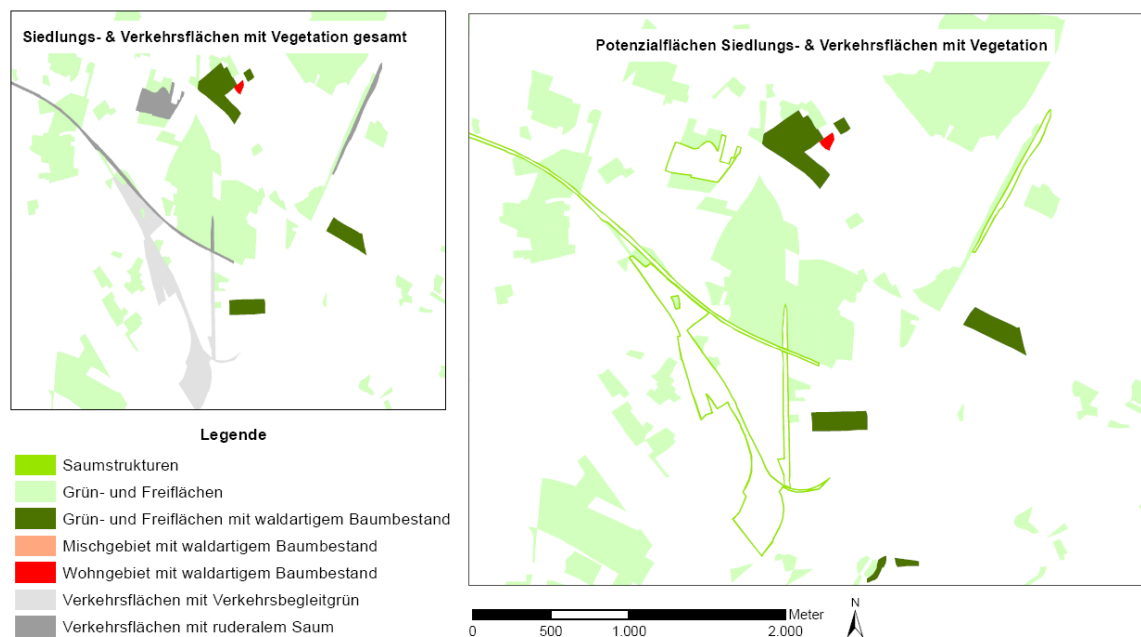 Siedlungs- & Verkehrsflächen mit Vegetation gesamt
Potenzialflächen Siedlungs- & Verkehrsflächen mit Vegetation
Legende
Saumstrukturen
Grün- und Freiflächen
Grün- und Freiflächen mit waldartigem Baumbestand
Mischgebiet mit waldartigem Baumbestand
Wohngebiet mit waldartigem Baumbestand
Verkehrsflächen mit Verkehrsbegleitgrün
Verkehrsflächen mit ruderalem Saum
Meter
0 500 1.000 2.000
N